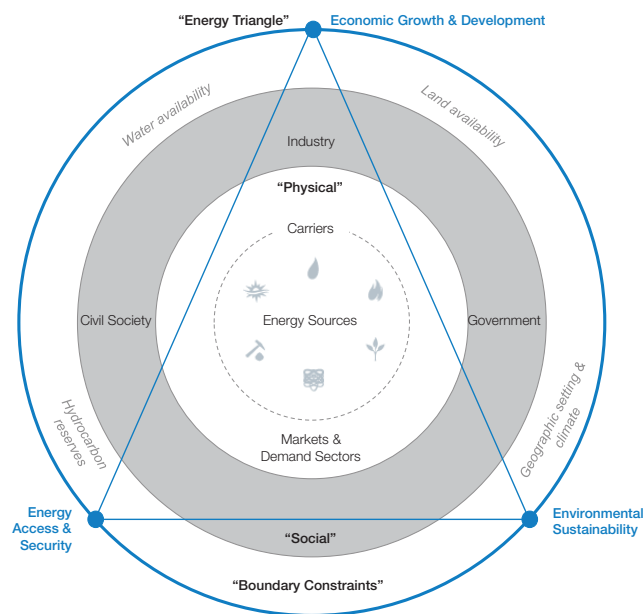 “Energy Triangle”
Economic Growth & Development
Water availability
Land availability
Industry
“Physical”
Carriers
Civil Society
Energy Sources
Government
Hydrocarbon
reserves
Geographic setting &
climate
Markets &
Demand Sectors
Energy
Access &
Security
Environmental
Sustainability
“Social”
“Boundary Constraints”